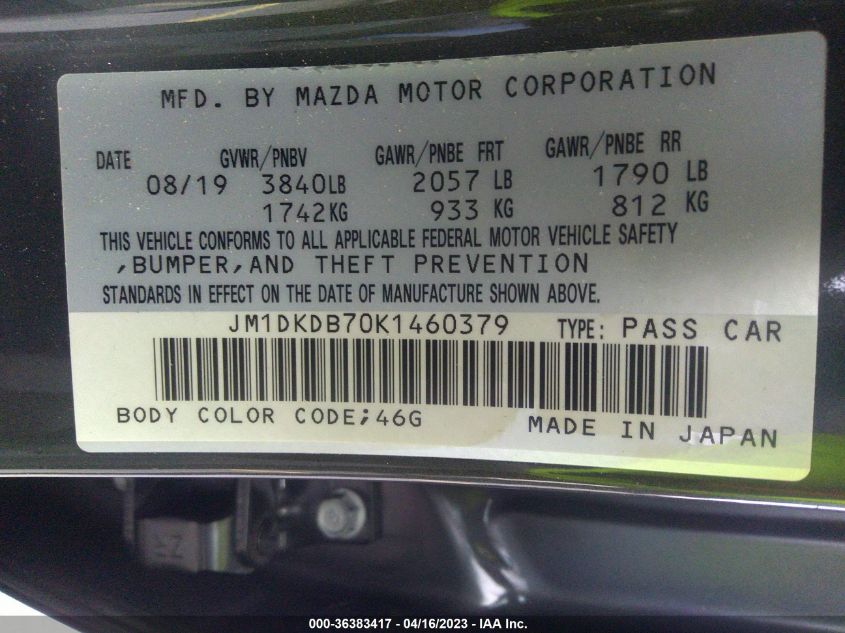 MFD. BY MAZDA MOTOR CORPORATION
DATE GVWR/PNBV GAWR/PNBE FRT GAWR/PNBE RR
08/19 3840LB 2057 LB 1790 LB
1742KG 933 KG 812 KG
THIS VEHICLE CONFORMS TO ALL APPLICABLE FEDERAL MOTOR VEHICLE SAFETY
,BUMPER,AND THEFT PREVENTION
STANDARDS IN EFFECT ON THE DATE OF MANUFACTURE SHOWN ABOVE.
JM1DKDB70K1460379 TYPE: PASS CAR
BODY COLOR CODE;46G MADE IN JAPAN
000-36383417 - 04/16/2023 - IAA Inc.